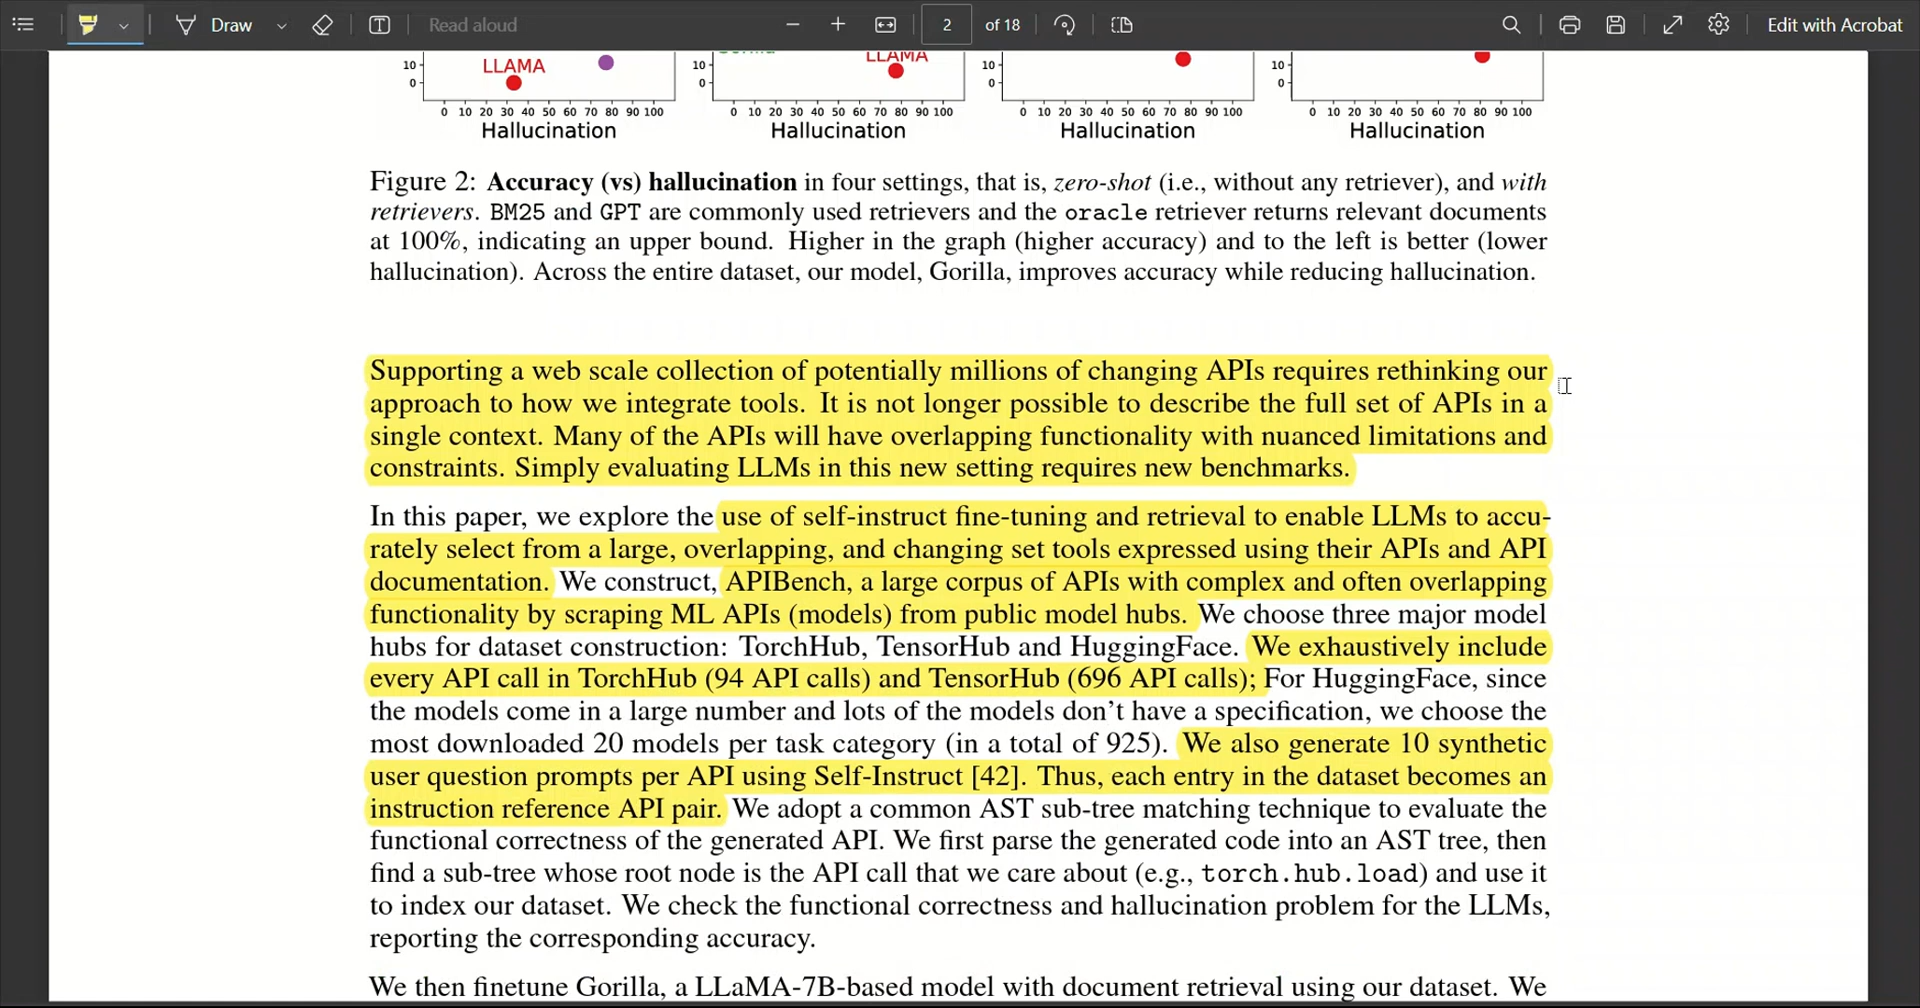 Draw
Read aloud
2 of 18
Edit with Acrobat
10
0
LLAMA
0 10 20 30 40 50 60 70 80 90 100
Hallucination
10
0
LLAMA
0 10 20 30 40 50 60 70 80 90 100
Hallucination
10
0
0 10 20 30 40 50 60 70 80 90 100
Hallucination
10
0
0 10 20 30 40 50 60 70 80 90 100
Hallucination
Figure 2: Accuracy (vs) hallucination in four settings, that is, zero-shot (i.e., without any retriever), and with
retrievers. BM25 and GPT are commonly used retrievers and the oracle retriever returns relevant documents
at 100%, indicating an upper bound. Higher in the graph (higher accuracy) and to the left is better (lower
hallucination). Across the entire dataset, our model, Gorilla, improves accuracy while reducing hallucination.
Supporting a web scale collection of potentially millions of changing APIs requires rethinking our
approach to how we integrate tools. It is not longer possible to describe the full set of APIs in a
single context. Many of the APIs will have overlapping functionality with nuanced limitations and
constraints. Simply evaluating LLMs in this new setting requires new benchmarks.
In this paper, we explore the use of self-instruct fine-tuning and retrieval to enable LLMs to accu-
rately select from a large, overlapping, and changing set tools expressed using their APIs and API
documentation. We construct, APIBench, a large corpus of APIs with complex and often overlapping
functionality by scraping ML APIs (models) from public model hubs. We choose three major model
hubs for dataset construction: TorchHub, TensorHub and HuggingFace. We exhaustively include
every API call in TorchHub (94 API calls) and TensorHub (696 API calls); For HuggingFace, since
the models come in a large number and lots of the models don't have a specification, we choose the
most downloaded 20 models per task category (in a total of 925). We also generate 10 synthetic
user question prompts per API using Self-Instruct [42]. Thus, each entry in the dataset becomes an
instruction reference API pair. We adopt a common AST sub-tree matching technique to evaluate the
functional correctness of the generated API. We first parse the generated code into an AST tree, then
find a sub-tree whose root node is the API call that we care about (e.g., torch.hub.load) and use it
to index our dataset. We check the functional correctness and hallucination problem for the LLMs,
reporting the corresponding accuracy.
We then finetune Gorilla, a LLaMA-7B-based model with document retrieval using our dataset. We